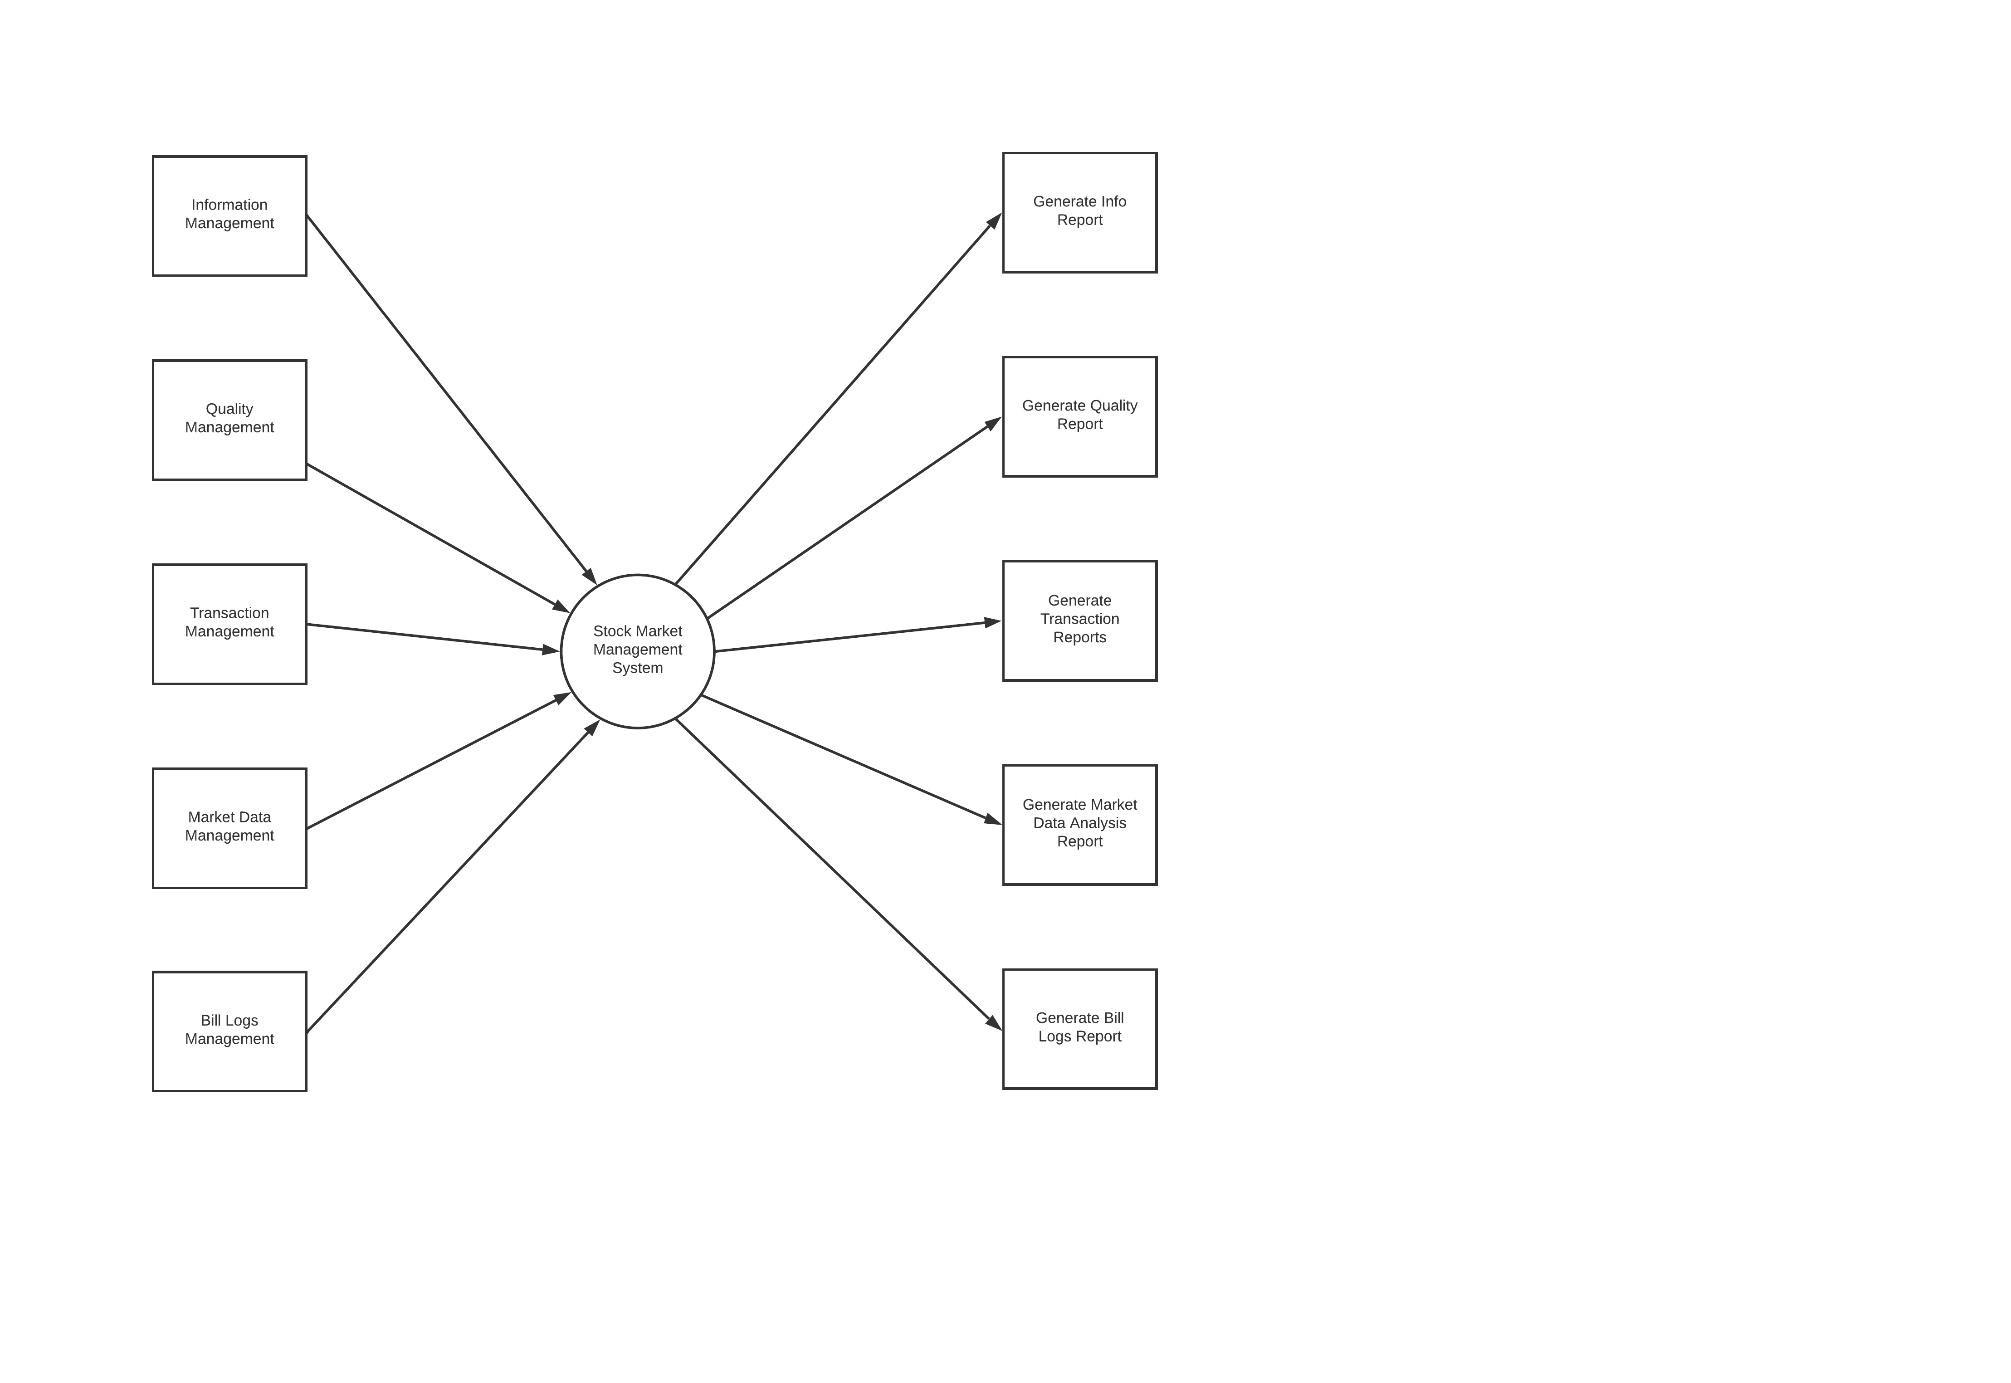 Information
Management
Quality
Management
Transaction
Management
Market Data
Management
Bill Logs
Management
Stock Market
Management
System
Generate Info
Report
Generate Quality
Report
Generate
Transaction
Reports
Generate Market
Data Analysis
Report
Generate Bill
Logs Report